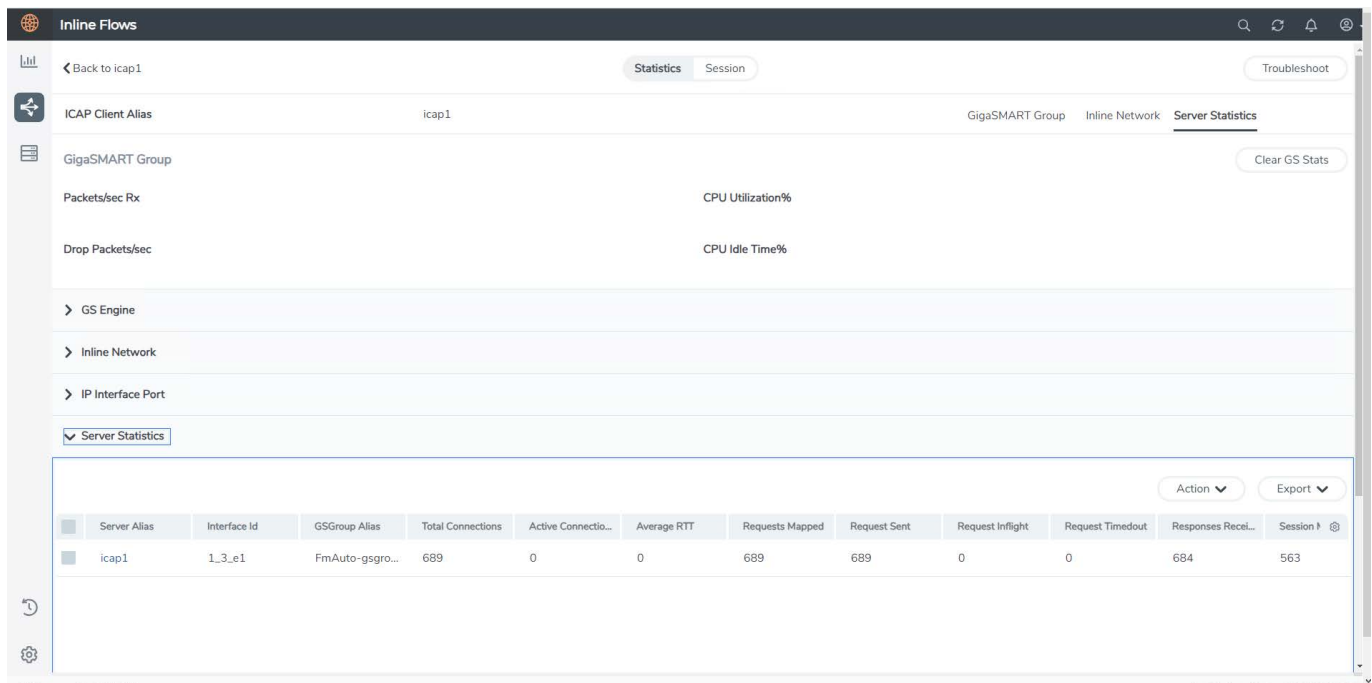 Inline Flows
Back to icap1
Statistics Session
Troubleshoot
ICAP Client Alias icap1 GigaSMART Group Inline Network Server Statistics
GigaSMART Group Clear GS Stats
Packets/sec Rx CPU Utilization%
Drop Packets/sec CPU Idle Time%
GS Engine
Inline Network
IP Interface Port
Server Statistics
Action Export
Server Alias Interface Id GSGroup Alias Total Connections Active Connectio... Average RTT Requests Mapped Request Sent Request Inflight Request Timedout Responses Recei... Session
icap1 1_3_e1 FmAuto-gsgro... 689 0 0 689 689 0 0 684 563